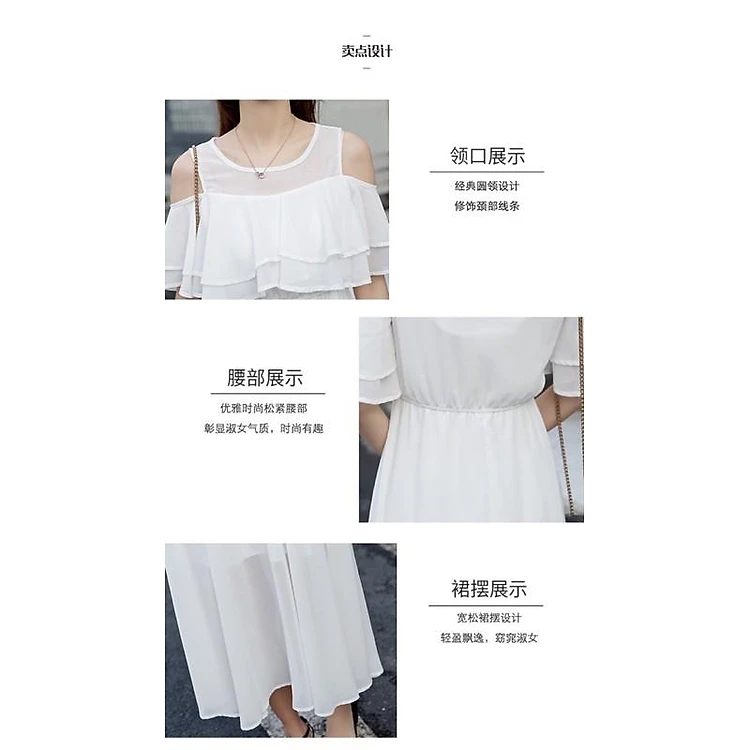 卖点设计
领口展示
经典圆领设计
修饰颈部线条
腰部展示
优雅时尚松紧腰部
彰显淑女气质，时尚有趣
裙摆展示
宽松裙摆设计
轻盈飘逸，窈窕淑女